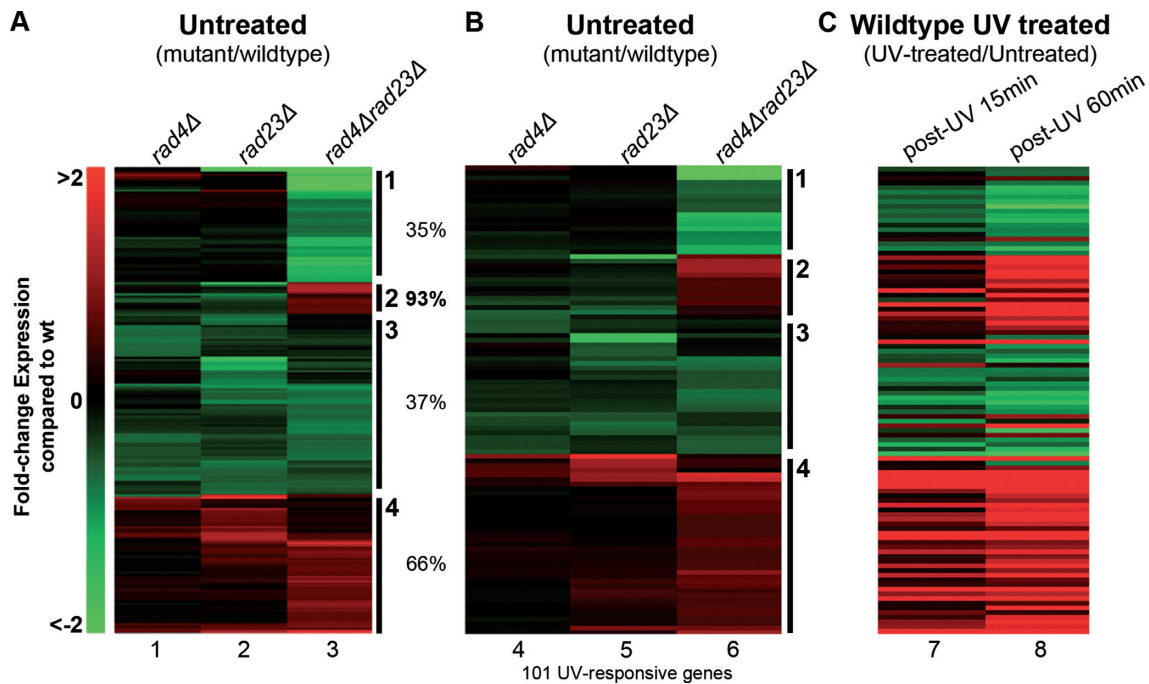 A
Untreated
(mutant/wildtype)
rad4Δ
rad23Δ
rad4Δrad23Δ
>2
0
<-2
Fold-change Expression
compared to wt
1
35%
2
93%
3
37%
4
66%
1
2
3
B
Untreated
(mutant/wildtype)
rad4Δ
rad23Δ
rad4Δrad23Δ
1
2
3
4
4
5
6
101 UV-responsive genes
C
Wildtype UV treated
(UV-treated/Untreated)
post-UV 15min
post-UV 60min
7
8